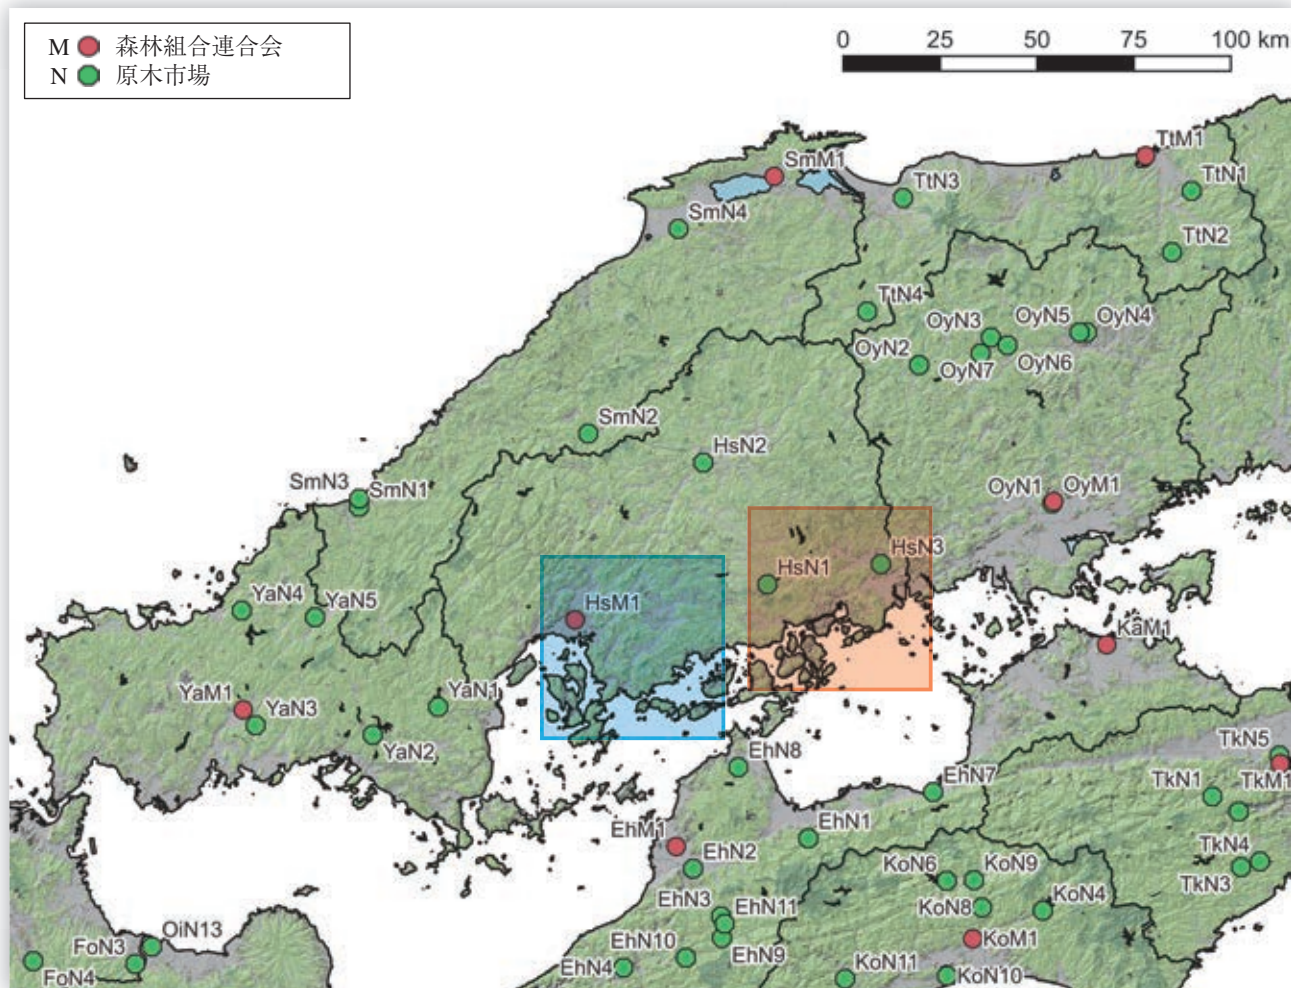 M 森林組合連合会
N 原木市場
0 25 50 75 100 km
TtM1
SmM1
TtN1
TtN3
SmN4
TtN2
TtN4
OyN3 OyN5 OyN4
OyN2
OyN7 OyN6
SmN2
HsN2
SmN3
SmN1
OyN1 OyM1
HsN3
HsN1
YaN4 YaN5
HsM1
KaM1
YaM1 YaN1
YaN3
YaN2
TkN5
EhN8
EhN7
TkN1 TkM1
EhM1 EhN1
EhN2
TkN4
KoN6 KoN9
TkN3
EhN3
EhN11
KoN8 KoN4
EhN10
KoM1
FoN3 OiN13
EhN9
EhN4
KoN11
FoN4
KoN10